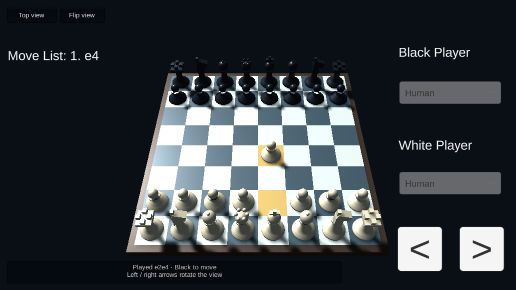 Top view
Flip view
Move List: 1. e4
Black Player
Human
White Player
Human
< >
Played e2e4 - Black to move
Left / right arrows rotate the view